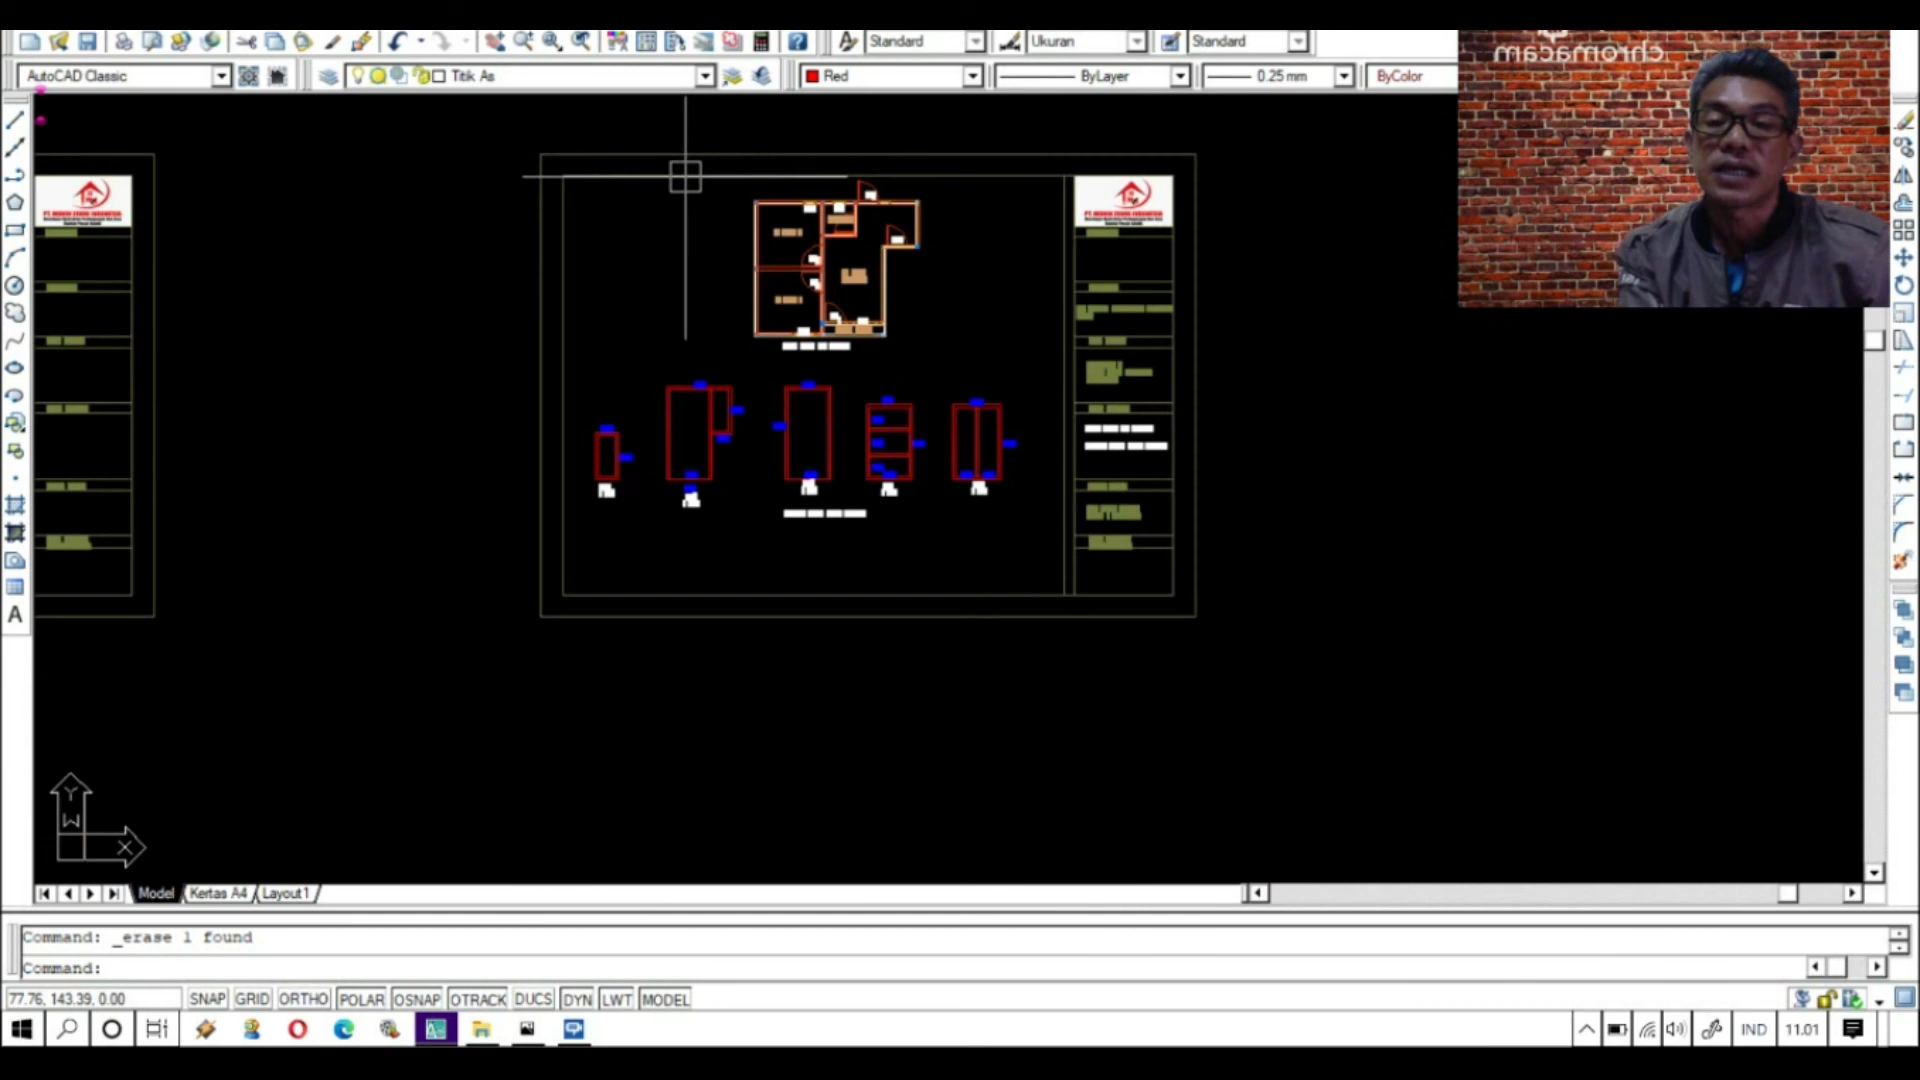 Standard
Ukuran
Standard
AutoCAD Classic
Titik As
Red
ByLayer
0.25 mm
ByColor
chromacam
Y
W
X
A
Model
Kertas A4
Layout1
Command: _erase 1 found
Command:
77.76, 143.39, 0.00
SNAP GRID ORTHO POLAR OSNAP OTRACK DUCS DYN LWT MODEL
IND
11.01